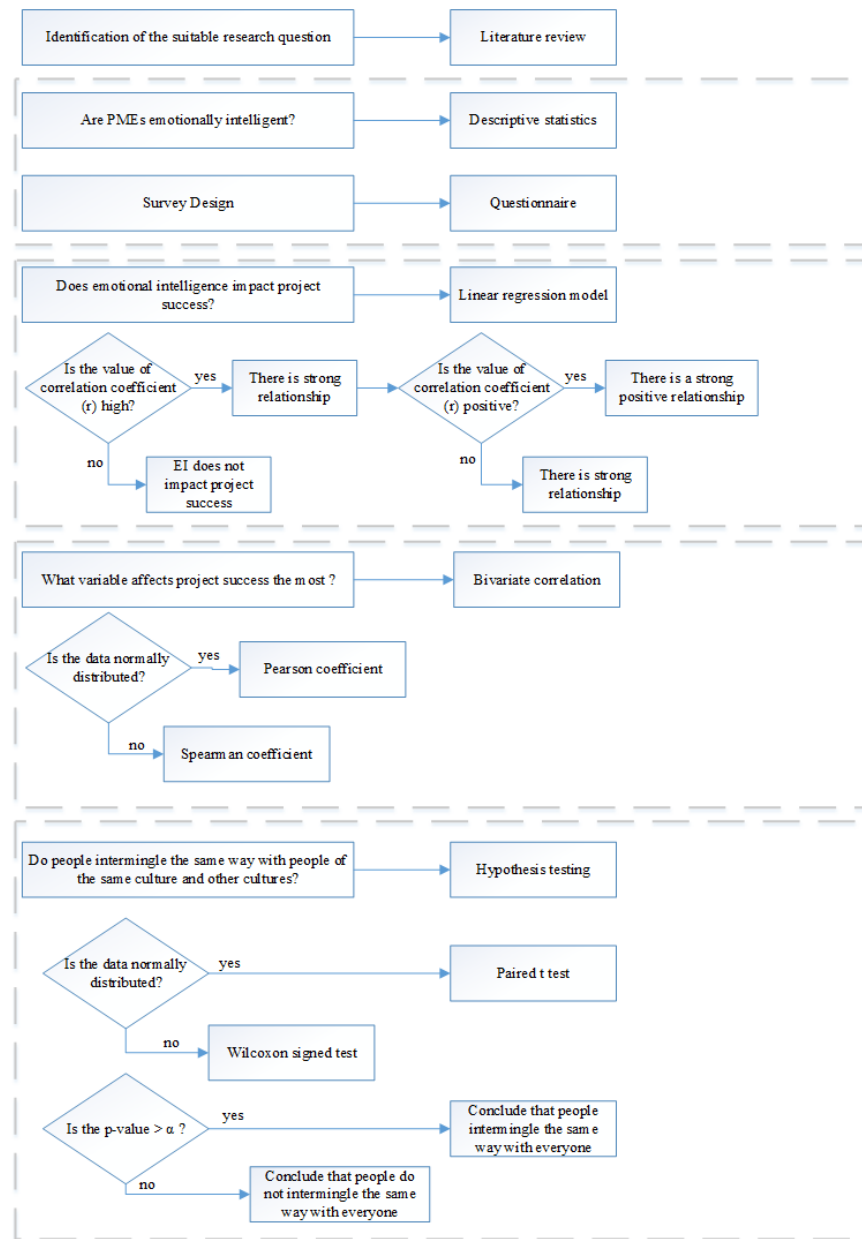 Identification of the suitable research question
Literature review
Are PMEs emotionally intelligent?
Descriptive statistics
Survey Design
Questionnaire
Does emotional intelligence impact project
success?
Linear regression model
Is the value of
correlation coefficient
(r) high?
yes
There is strong
relationship
Is the value of
correlation coefficient
(r) positive?
yes
There is a strong
positive relationship
no
EI does not
impact project
success
no
There is strong
relationship
What variable affects project success the most ?
Bivariate correlation
Is the data normally
distributed?
yes
Pearson coefficient
no
Spearman coefficient
Do people intermingle the same way with people of
the same culture and other cultures?
Hypothesis testing
Is the data normally
distributed?
yes
Paired t test
no
Wilcoxon signed test
Is the p-value > α ?
yes
Conclude that people
intermingle the same
way with everyone
no
Conclude that people do
not intermingle the same
way with everyone